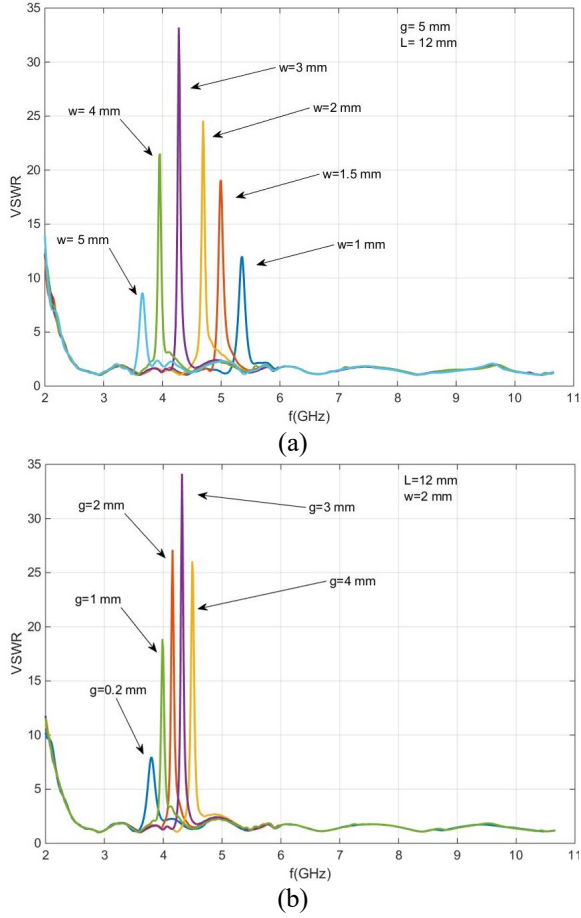 35
30
25
20
15
10
5
0
VSWR
g= 5 mm
L= 12 mm
w=3 mm
w= 4 mm
w=2 mm
w=1.5 mm
w= 5 mm
w=1 mm
2 3 4 5 6 7 8 9 10 11
f(GHz)
(a)
35
30
25
20
15
10
5
0
VSWR
L=12 mm
w=2 mm
g=2 mm
g=3 mm
g=4 mm
g=1 mm
g=0.2 mm
2 3 4 5 6 7 8 9 10 11
f(GHz)
(b)